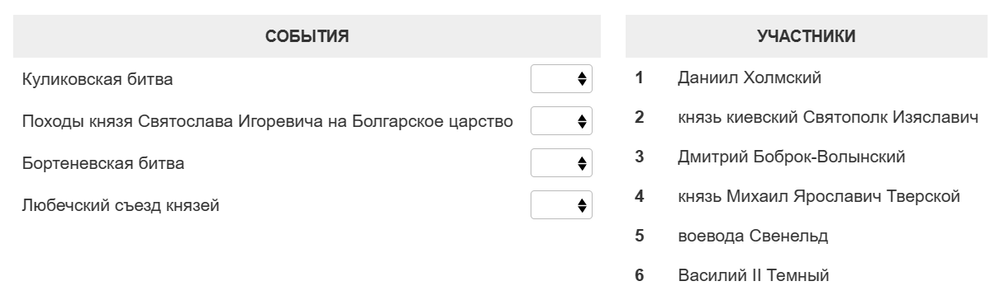 СОБЫТИЯ
Куликовская битва
Походы князя Святослава Игоревича на Болгарское царство
Бортеневская битва
Любечский съезд князей
УЧАСТНИКИ
1 Даниил Холмский
2 князь киевский Святополк Изяславич
3 Дмитрий Боброк-Волынский
4 князь Михаил Ярославич Тверской
5 воевода Свенельд
6 Василий II Темный